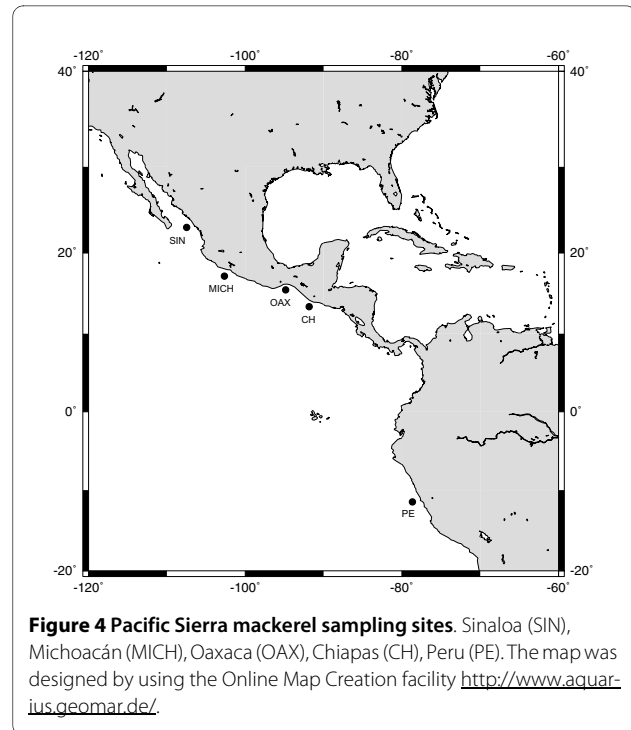 -120˚ -100˚ -80˚ -60˚
40˚ 40˚
20˚ 20˚
SIN
MICH
OAX
CH
0˚ 0˚
PE
-20˚ -20˚
-120˚ -100˚ -80˚ -60˚
Figure 4 Pacific Sierra mackerel sampling sites. Sinaloa (SIN),
Michoacán (MICH), Oaxaca (OAX), Chiapas (CH), Peru (PE). The map was
designed by using the Online Map Creation facility http://www.aquar-
ius.geomar.de/.